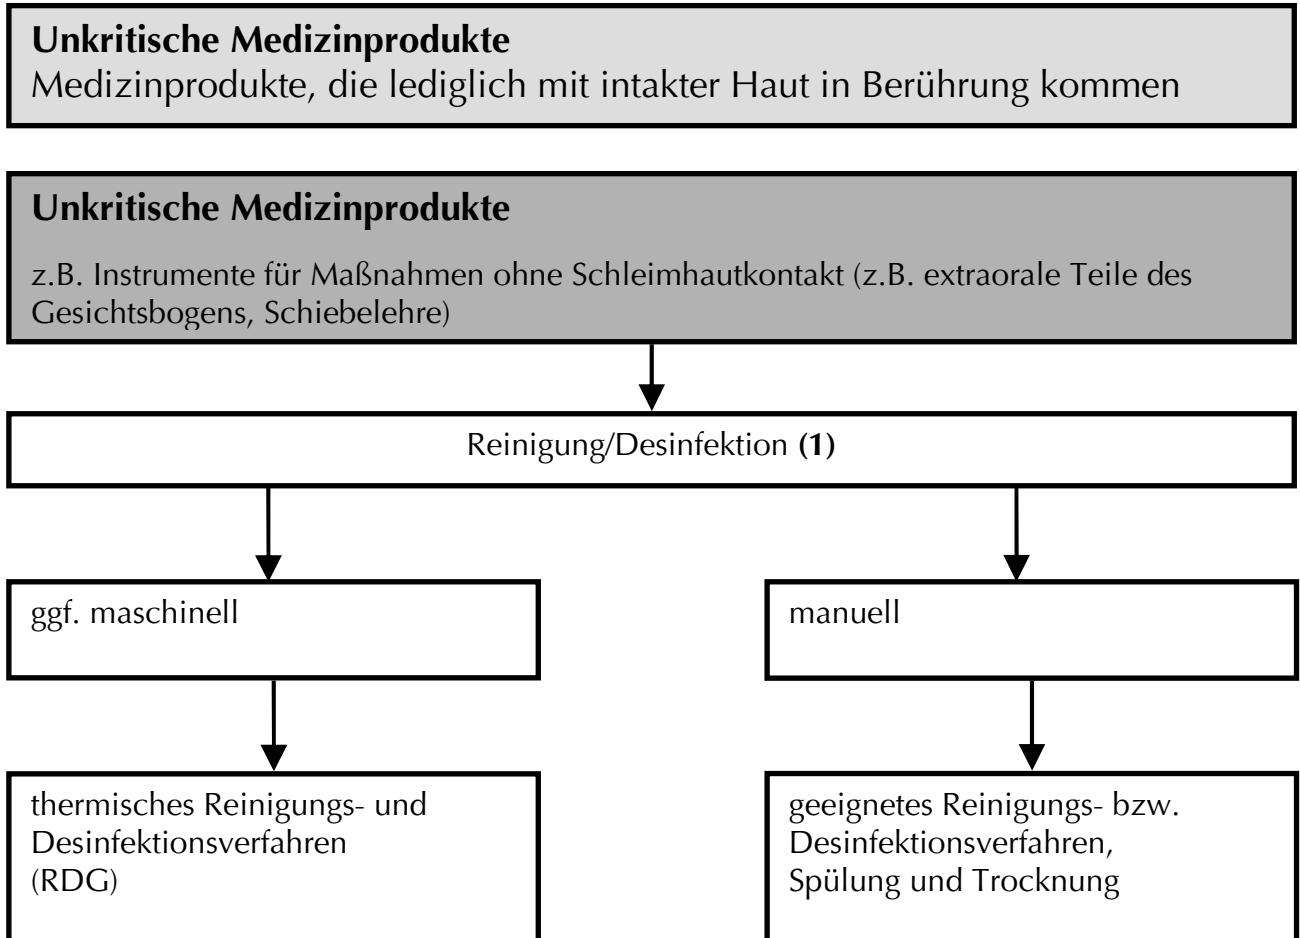 Unkritische Medizinprodukte
Medizinprodukte, die lediglich mit intakter Haut in Berührung kommen
Unkritische Medizinprodukte
z.B. Instrumente für Maßnahmen ohne Schleimhautkontakt (z.B. extraorale Teile des
Gesichtsbogens, Schiebelehre)
Reinigung/Desinfektion (1)
ggf. maschinell
manuell
thermisches Reinigungs- und
Desinfektionsverfahren
(RDG)
geeignetes Reinigungs- bzw.
Desinfektionsverfahren,
Spülung und Trocknung